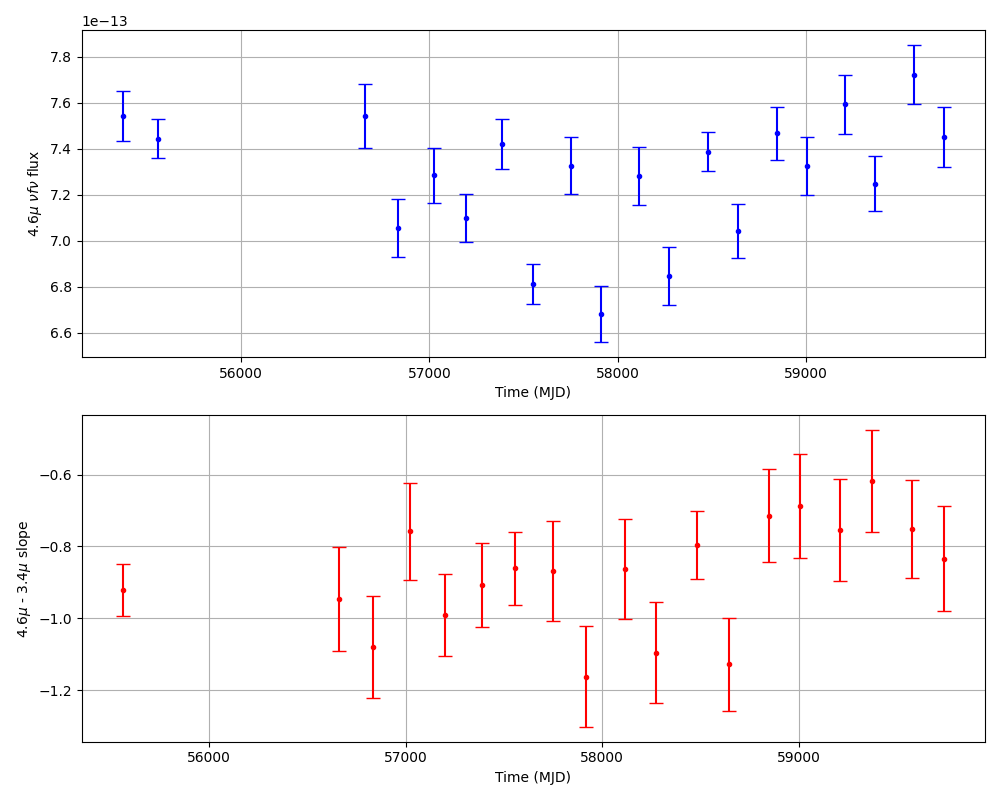 1e−13
7.8
7.6
7.4
7.2
7.0
6.8
6.6
4.6μ νfν flux
56000 57000 58000 59000
Time (MJD)
−0.6
−0.8
−1.0
−1.2
4.6μ - 3.4μ slope
56000 57000 58000 59000
Time (MJD)